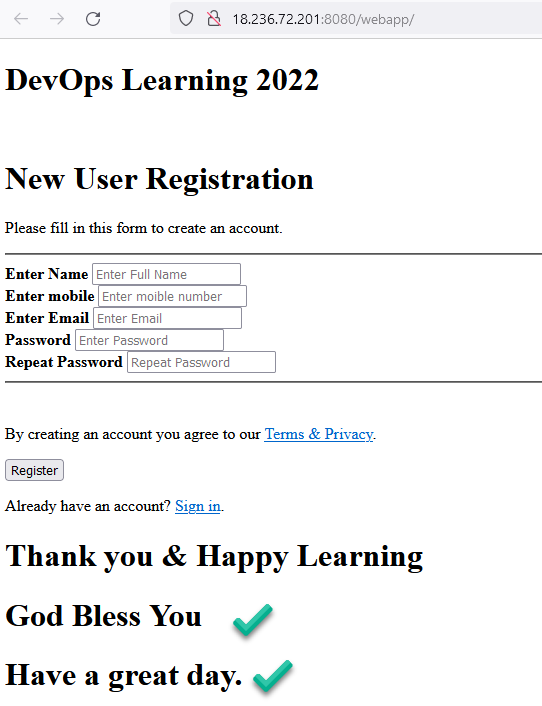 18.236.72.201:8080/webapp/
DevOps Learning 2022
New User Registration
Please fill in this form to create an account.
Enter Name Enter Full Name
Enter mobile Enter moible number
Enter Email Enter Email
Password Enter Password
Repeat Password Repeat Password
By creating an account you agree to our Terms & Privacy.
Register
Already have an account? Sign in.
Thank you & Happy Learning
God Bless You
Have a great day.